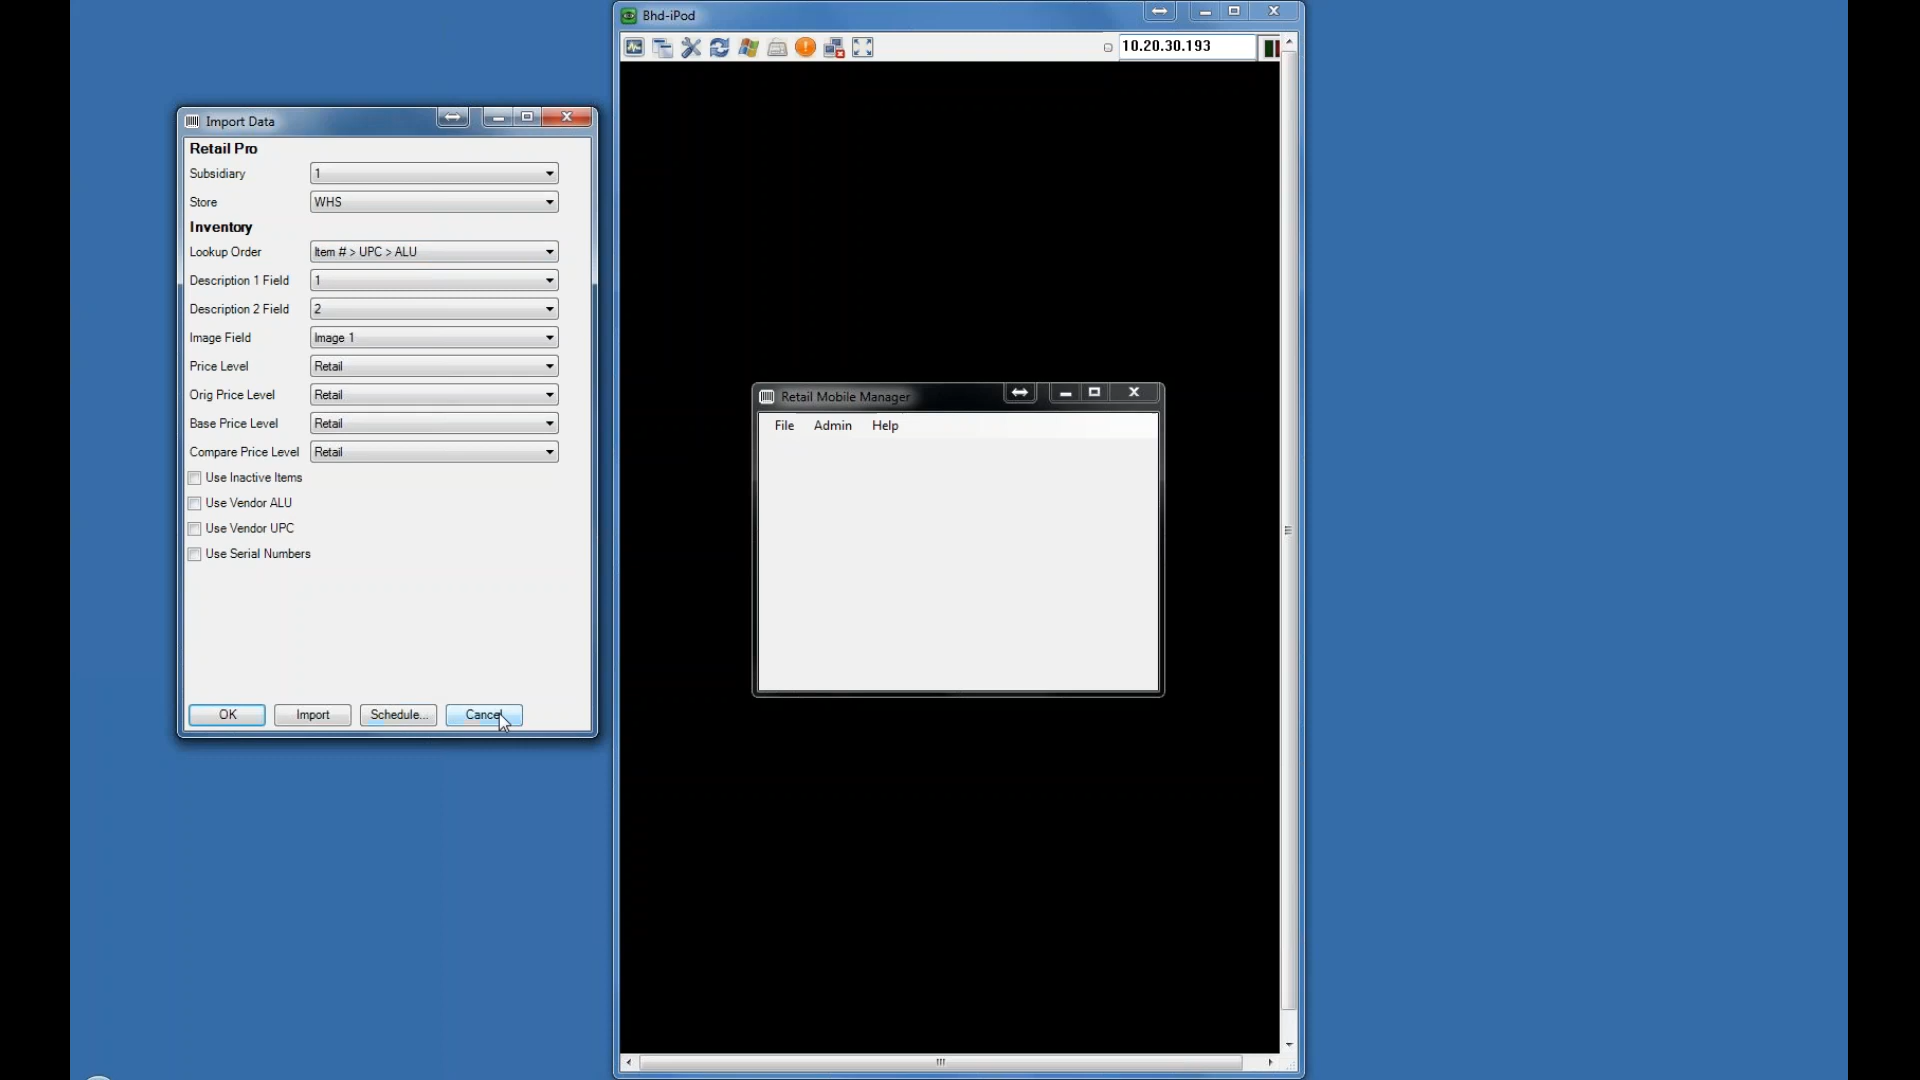 Bhd-iPod
10.20.30.193
Import Data
Retail Pro
Subsidiary 1
Store WHS
Inventory
Lookup Order Item # > UPC > ALU
Description 1 Field 1
Description 2 Field 2
Image Field Image 1
Price Level Retail
Orig Price Level Retail
Base Price Level Retail
Compare Price Level Retail
Use Inactive Items
Use Vendor ALU
Use Vendor UPC
Use Serial Numbers
OK Import Schedule... Cancel
Retail Mobile Manager
File Admin Help